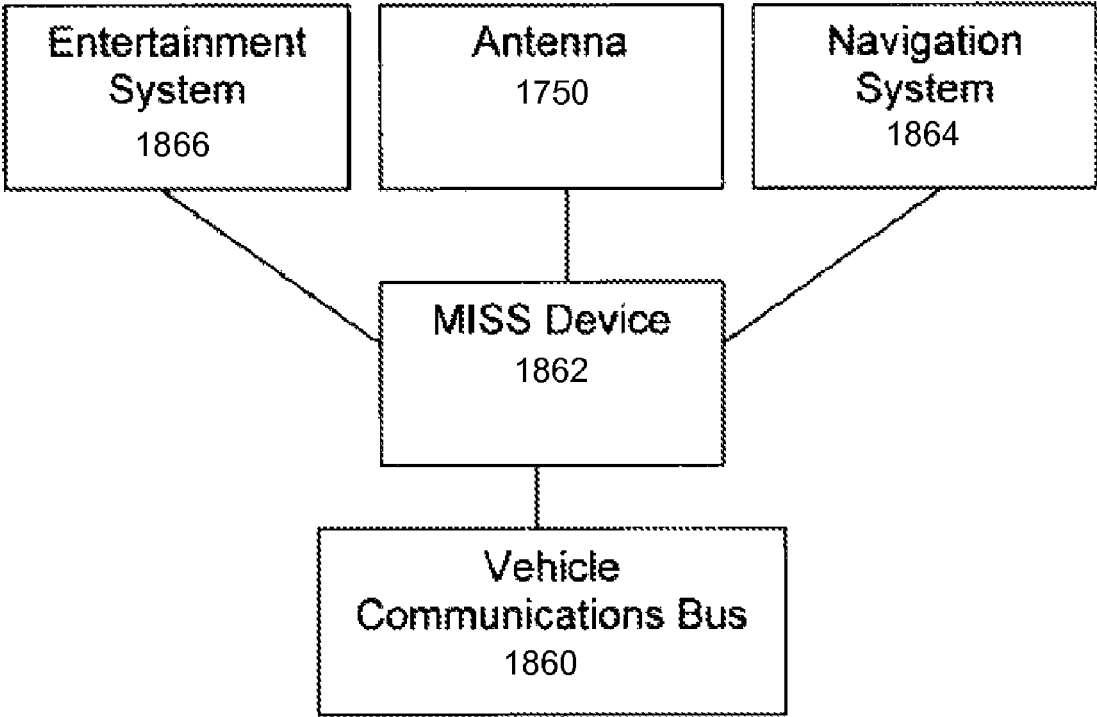 Entertainment
System
1866
Antenna
1750
Navigation
System
1864
MISS Device
1862
Vehicle
Communications Bus
1860